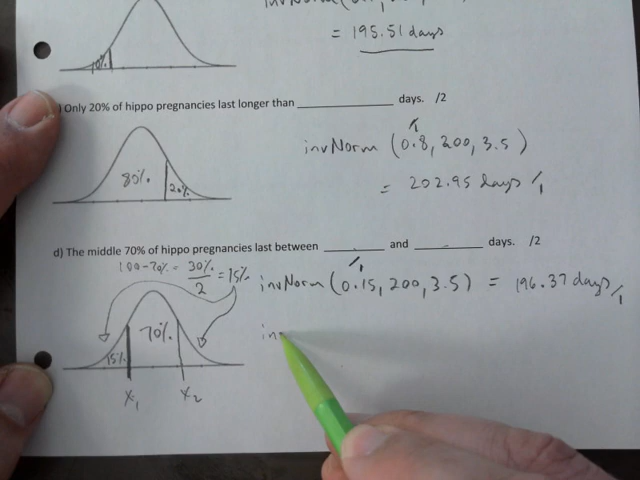 = 195.51 days
10%
) Only 20% of hippo pregnancies last longer than ____________ days. /2
invNorm (0.8, 200, 3.5)
80% 20%
= 202.95 days /1
d) The middle 70% of hippo pregnancies last between ________ and _________ days. /2
100-70% = 30%/2 = 15%
invNorm (0.15, 200, 3.5) = 196.37 days /1
70%
15%
in
x₁ x₂